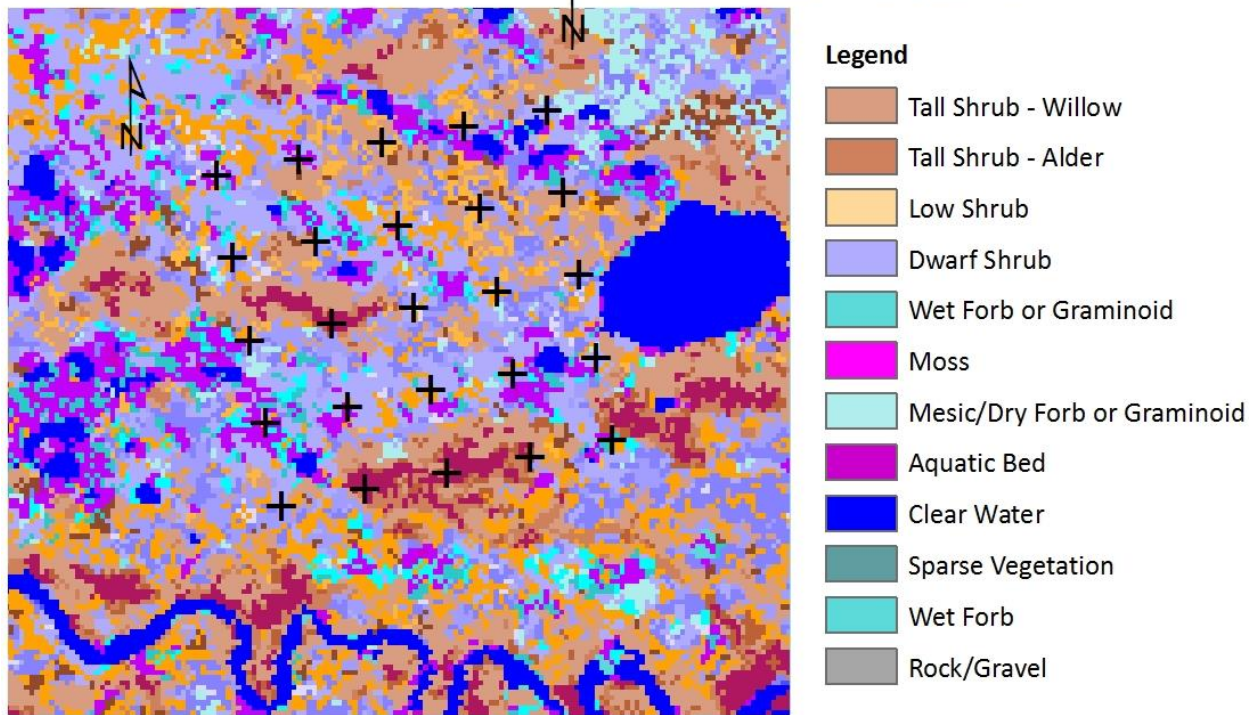 N
N
Legend
Tall Shrub - Willow
Tall Shrub - Alder
Low Shrub
Dwarf Shrub
Wet Forb or Graminoid
Moss
Mesic/Dry Forb or Graminoid
Aquatic Bed
Clear Water
Sparse Vegetation
Wet Forb
Rock/Gravel